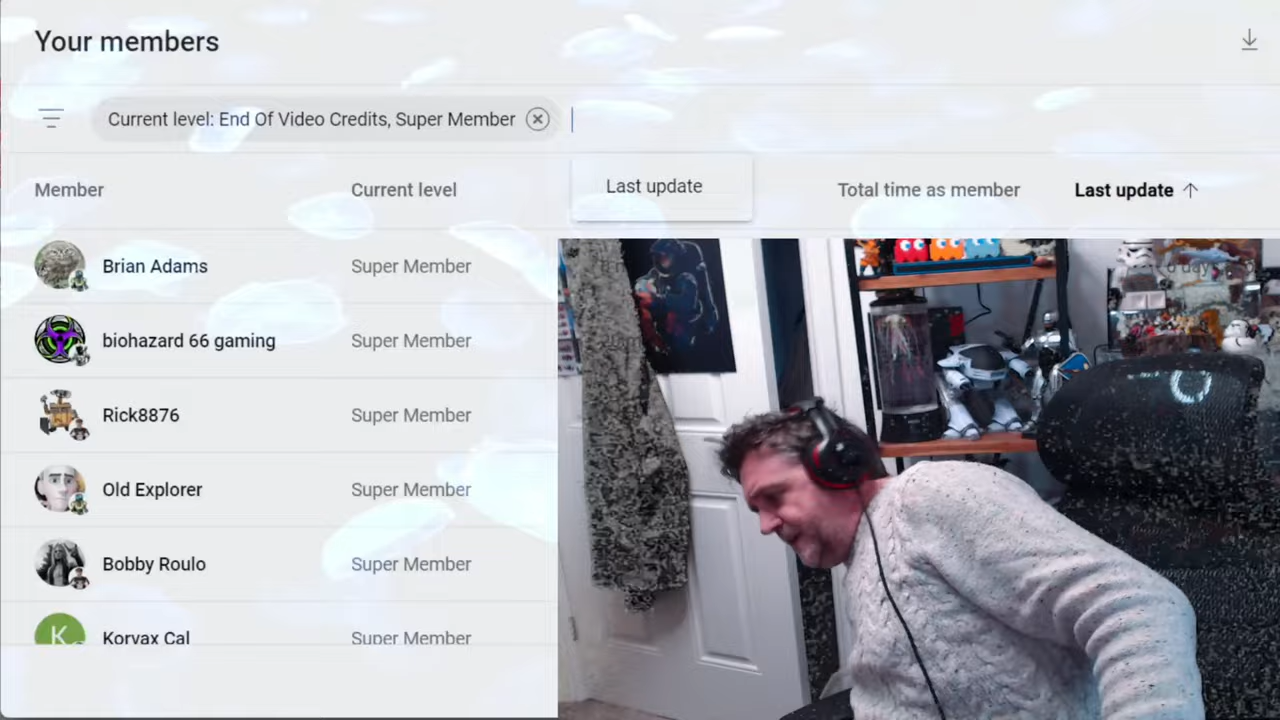 Your members
Current level: End Of Video Credits, Super Member
Member Current level Last update Total time as member Last update
Brian Adams Super Member
biohazard 66 gaming Super Member
Rick8876 Super Member
Old Explorer Super Member
Bobby Roulo Super Member
K Korvax Cal Super Member